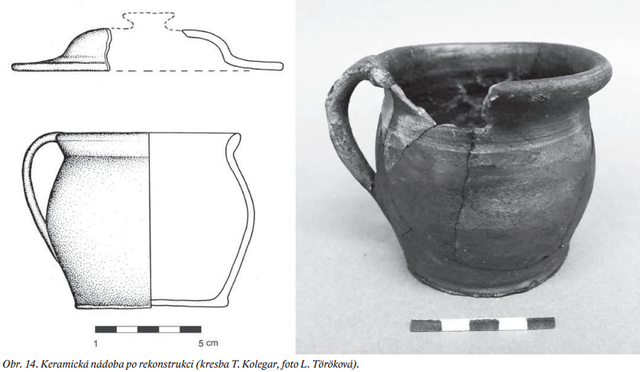 1 5 cm
Obr. 14. Keramická nádoba po rekonstrukci (kresba T. Kolegar, foto L. Töröková).